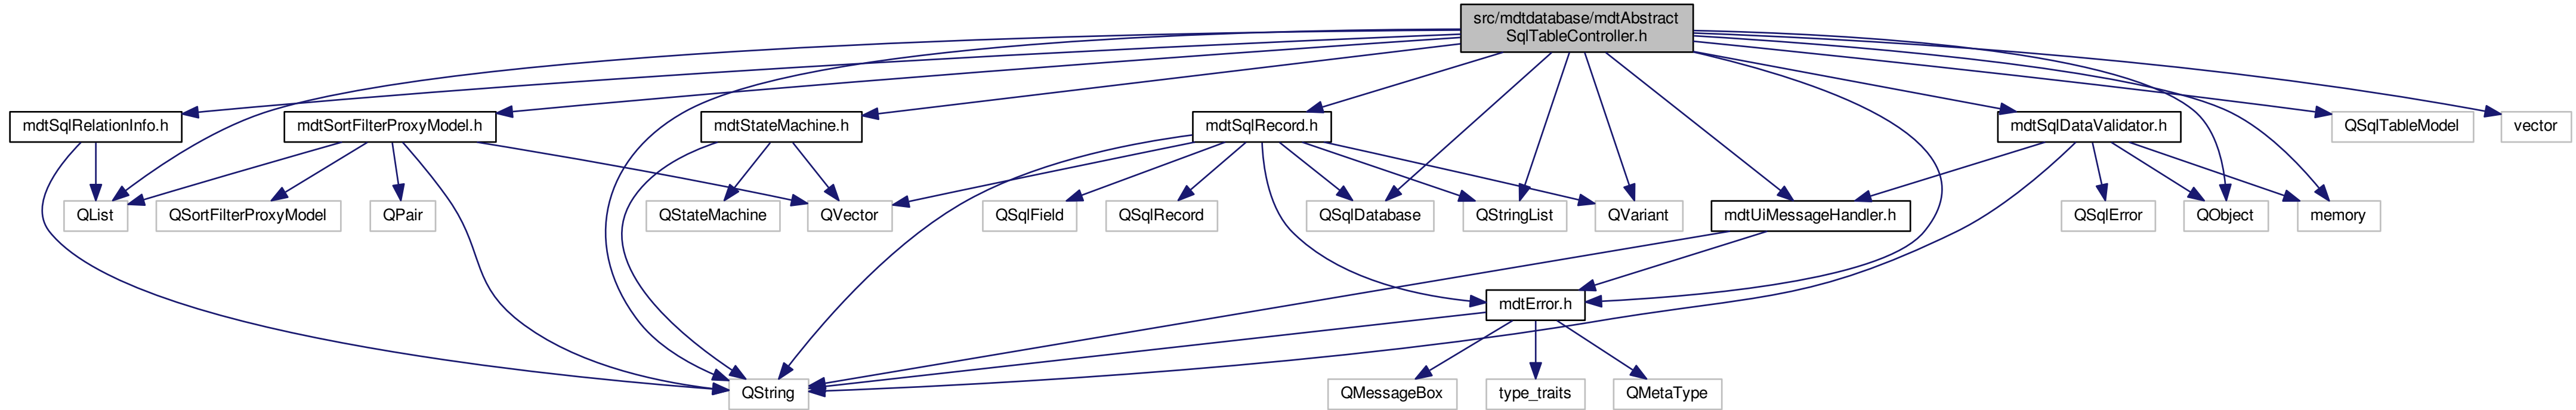 src/mdtdatabase/mdtAbstract
SqlTableController.h
mdtSqlRelationInfo.h
mdtSortFilterProxyModel.h
mdtStateMachine.h
mdtSqlRecord.h
mdtSqlDataValidator.h
QSqlTableModel
vector
QList
QSortFilterProxyModel
QPair
QStateMachine
QVector
QSqlField
QSqlRecord
QSqlDatabase
QStringList
QVariant
mdtUiMessageHandler.h
QSqlError
QObject
memory
mdtError.h
QString
QMessageBox
type_traits
QMetaType